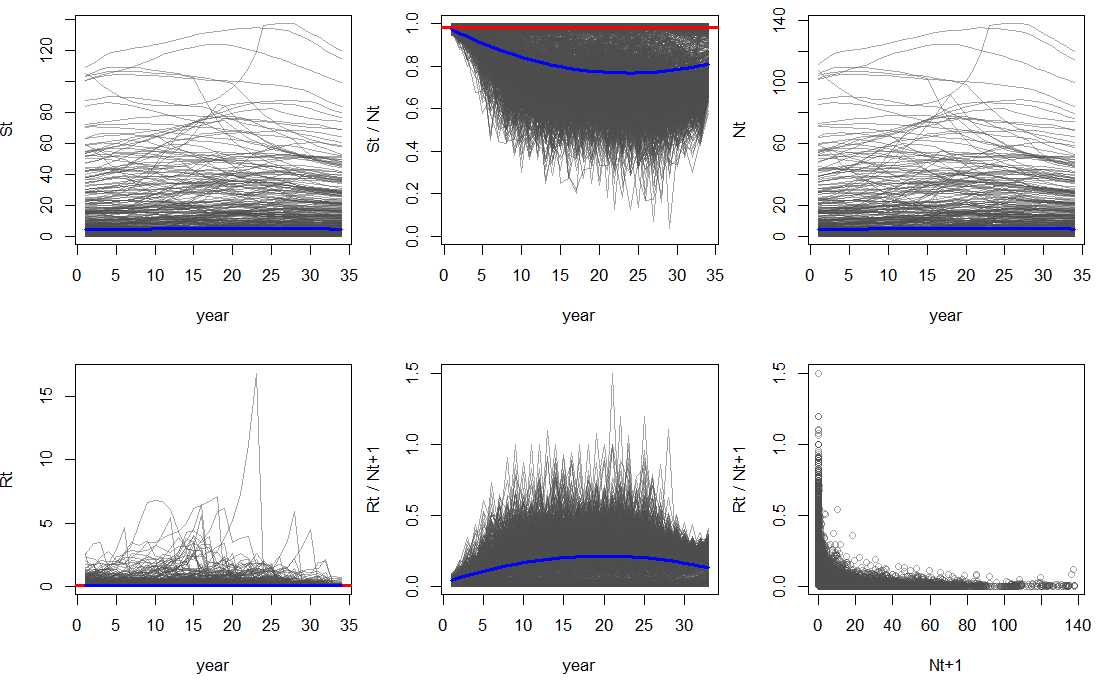 St
0 20 40 60 80 120
0 5 10 15 20 25 30 35
year
St / Nt
0.0 0.2 0.4 0.6 0.8 1.0
0 5 10 15 20 25 30 35
year
Nt
0 20 60 100 140
0 5 10 15 20 25 30 35
year
Rt
0 5 10 15
0 5 10 15 20 25 30 35
year
Rt / Nt+1
0.0 0.5 1.0 1.5
0 5 10 15 20 25 30
year
Rt / Nt+1
0.0 0.5 1.0 1.5
0 20 40 60 80 100 140
Nt+1